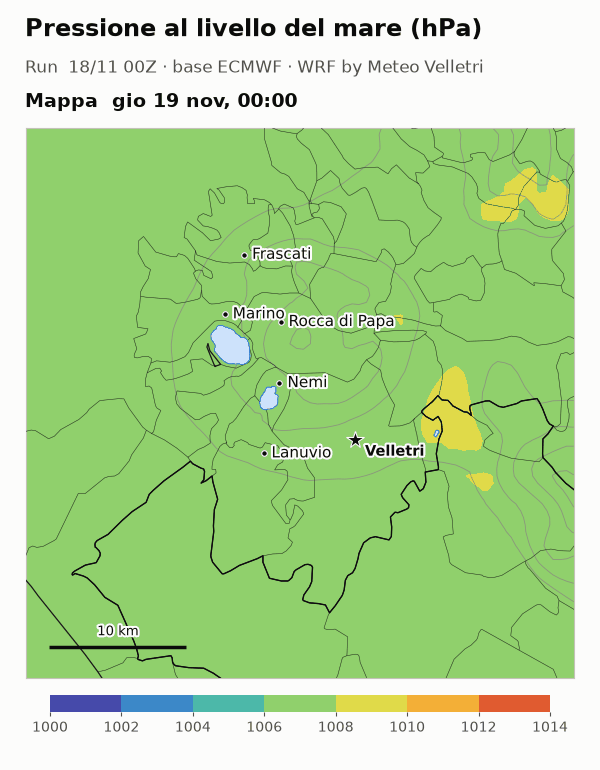 Pressione al livello del mare (hPa)
Run  18/11 00Z · base ECMWF · WRF by Meteo Velletri
Mappa  gio 19 nov, 00:00
Frascati
Marino
Rocca di Papa
Nemi
Velletri
Lanuvio
10 km
1000 1002 1004 1006 1008 1010 1012 1014